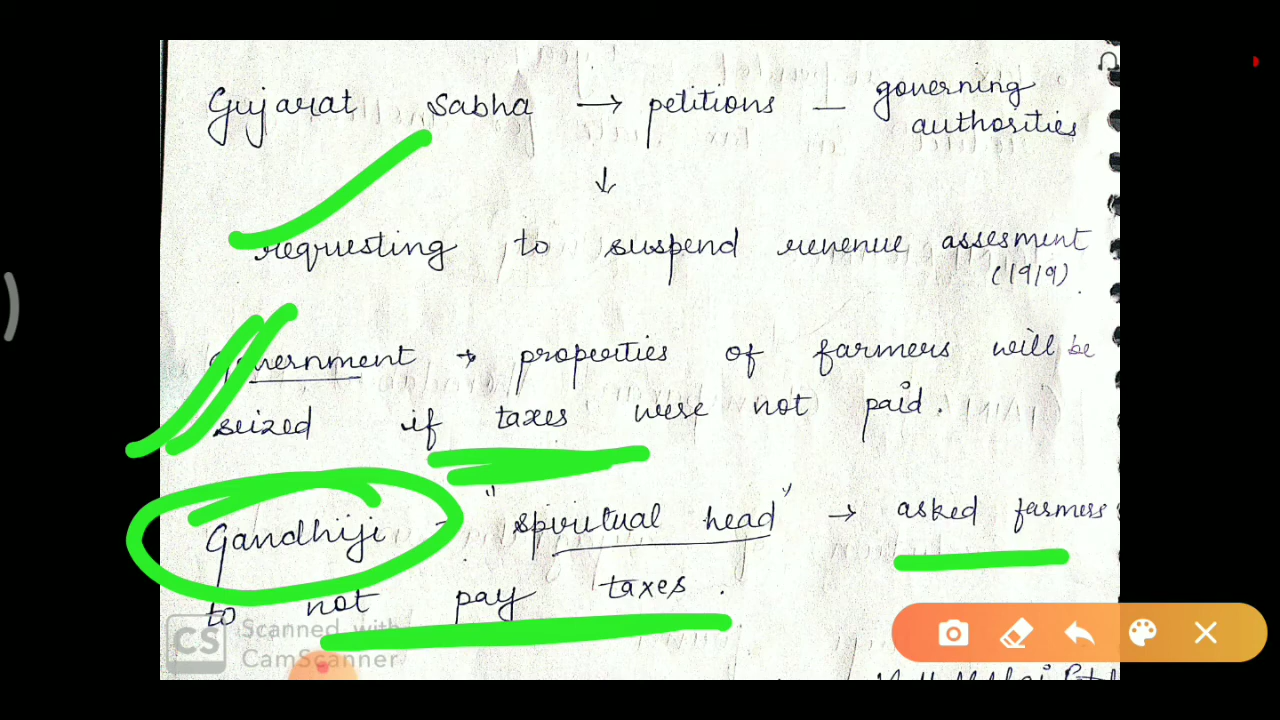 Gujarat Sabha → petitions — governing
authorities
↓
requesting to suspend revenue assesment
(1919).
Government → properties of farmers will be
seized if taxes were not paid.
Gandhiji - "spiritual head" → asked farmers
to not pay taxes.
CS Scanned with
CamScanner